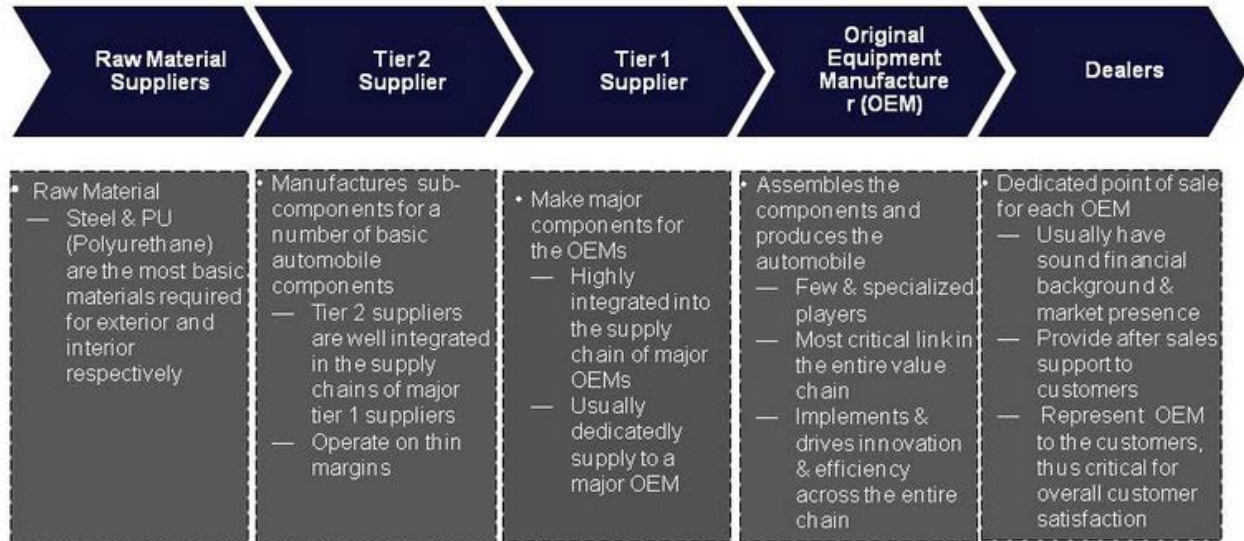 Raw Material
Suppliers
Tier 2
Supplier
Tier 1
Supplier
Original
Equipment
Manufacture
r (OEM)
Dealers
• Raw Material
— Steel & PU
(Polyurethane)
are the most basic
materials required
for exterior and
interior
respectively
• Manufactures sub-
components for a
number of basic
automobile
components
— Tier 2 suppliers
are well integrated
in the supply
chains of major
tier 1 suppliers
— Operate on thin
margins
• Make major
components for
the OEMs
— Highly
integrated into
the supply
chain of major
OEMs
— Usually
dedicatedly
supply to a
major OEM
• Assembles the
components and
produces the
automobile
— Few & specialized
players
— Most critical link in
the entire value
chain
— Implements &
drives innovation
& efficiency
across the entire
chain
• Dedicated point of sale
for each OEM
— Usually have
sound financial
background &
market presence
— Provide after sales
support to
customers
— Represent OEM
to the customers,
thus critical for
overall customer
satisfaction